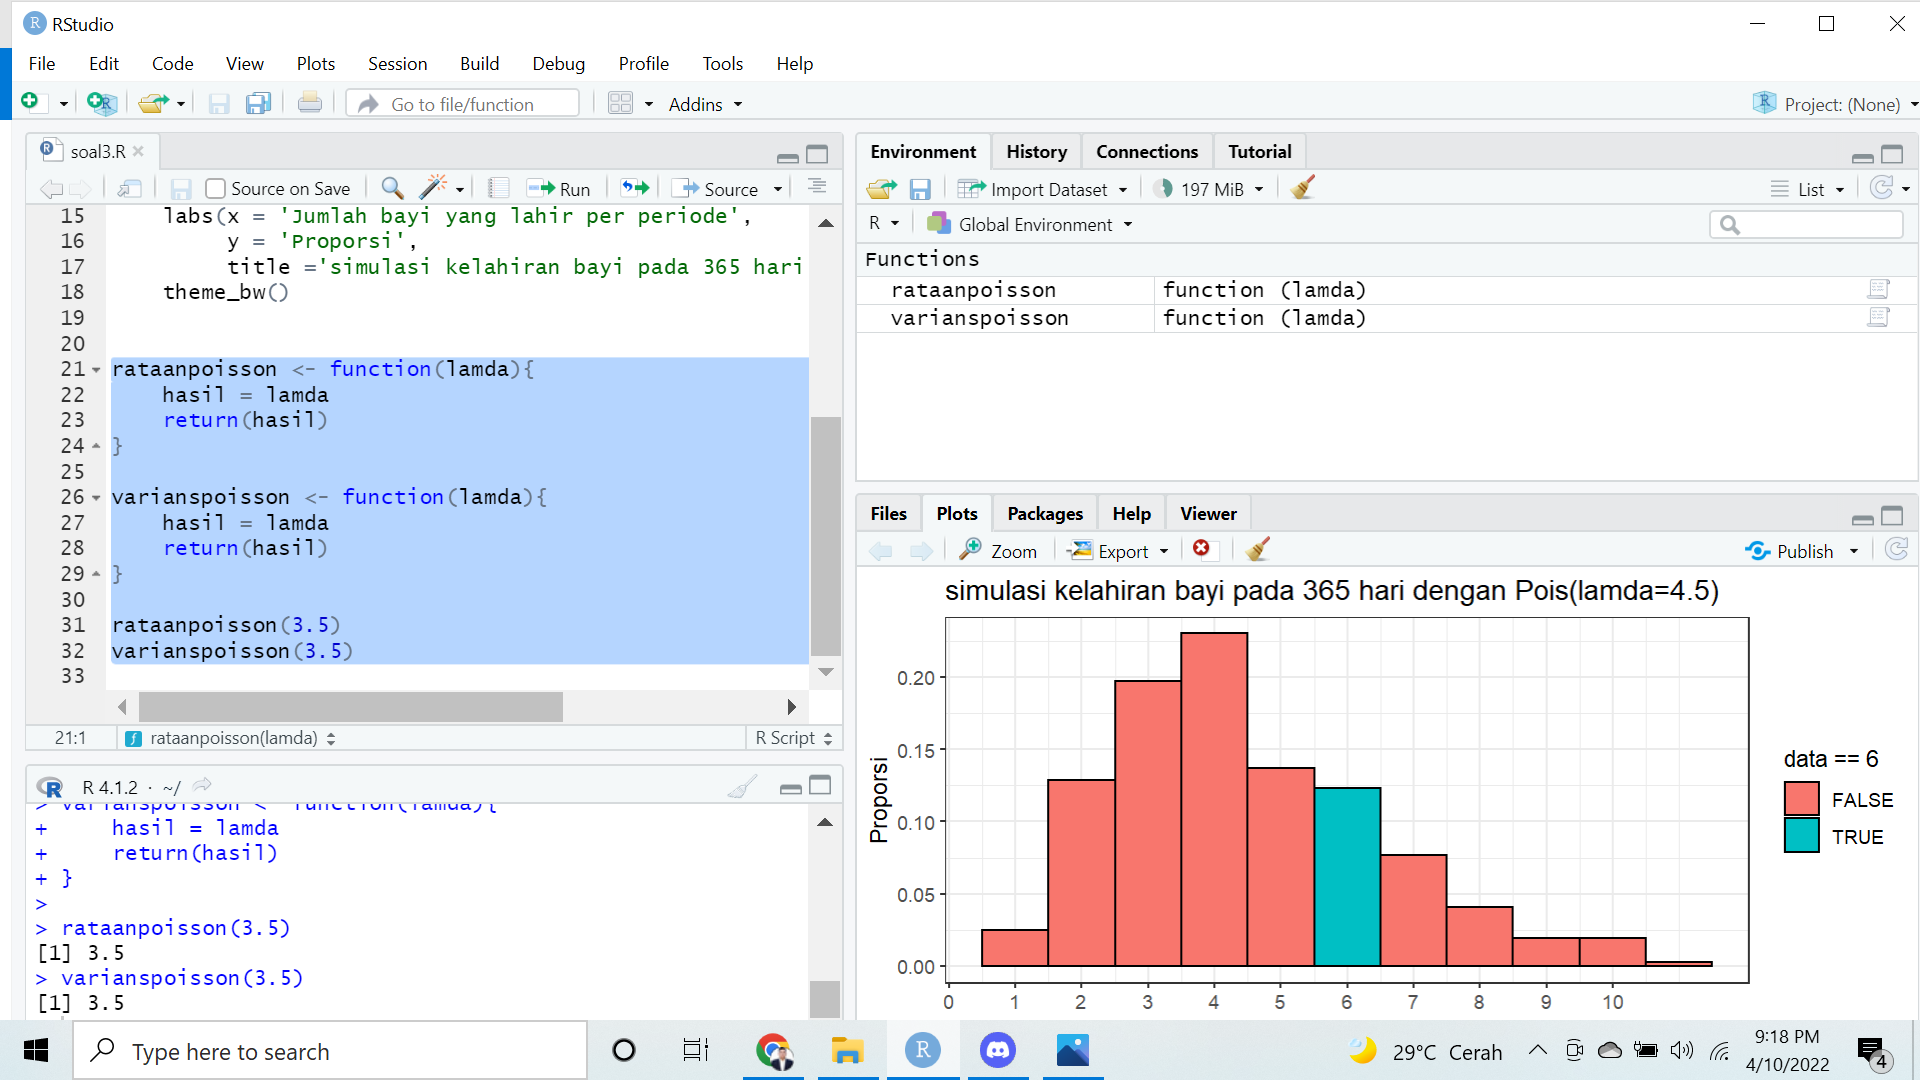 RStudio
File Edit Code View Plots Session Build Debug Profile Tools Help
Go to file/function Addins Project: (None)
soal3.R
Source on Save Run Source
15 labs(x = 'Jumlah bayi yang lahir per periode',
16 y = 'Proporsi',
17 title ='simulasi kelahiran bayi pada 365 hari
18 theme_bw()
19
20
21 rataanpoisson <- function(lamda){
22 hasil = lamda
23 return(hasil)
24 }
25
26 varianspoisson <- function(lamda){
27 hasil = lamda
28 return(hasil)
29 }
30
31 rataanpoisson(3.5)
32 varianspoisson(3.5)
33
21:1 rataanpoisson(lamda) R Script
R 4.1.2 · ~/
> varianspoisson <- function(lamda){
+ hasil = lamda
+ return(hasil)
+ }
>
> rataanpoisson(3.5)
[1] 3.5
> varianspoisson(3.5)
[1] 3.5
Environment History Connections Tutorial
Import Dataset 197 MiB List
R Global Environment
Functions
rataanpoisson function (lamda)
varianspoisson function (lamda)
Files Plots Packages Help Viewer
Zoom Export Publish
simulasi kelahiran bayi pada 365 hari dengan Pois(lamda=4.5)
Proporsi
0.20
0.15
0.10
0.05
0.00
0 1 2 3 4 5 6 7 8 9 10
data == 6
FALSE
TRUE
Type here to search
29°C Cerah
9:18 PM
4/10/2022
4